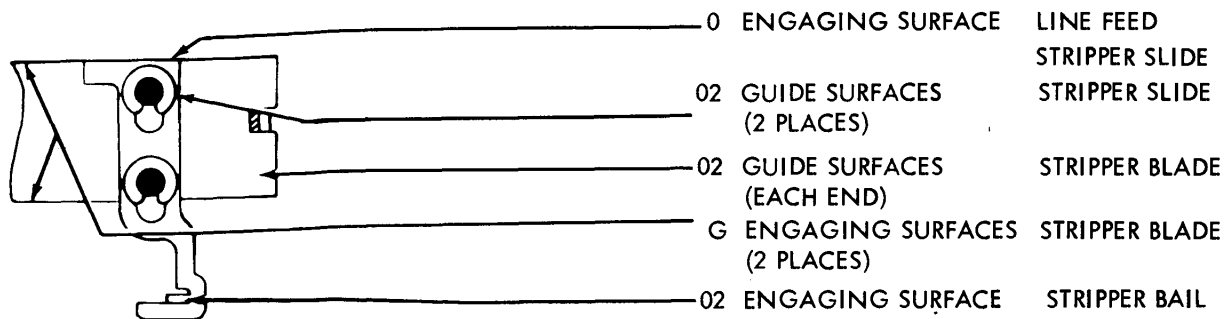 0 ENGAGING SURFACE LINE FEED
STRIPPER SLIDE
02 GUIDE SURFACES STRIPPER SLIDE
(2 PLACES)
02 GUIDE SURFACES STRIPPER BLADE
(EACH END)
G ENGAGING SURFACES STRIPPER BLADE
(2 PLACES)
02 ENGAGING SURFACE STRIPPER BAIL